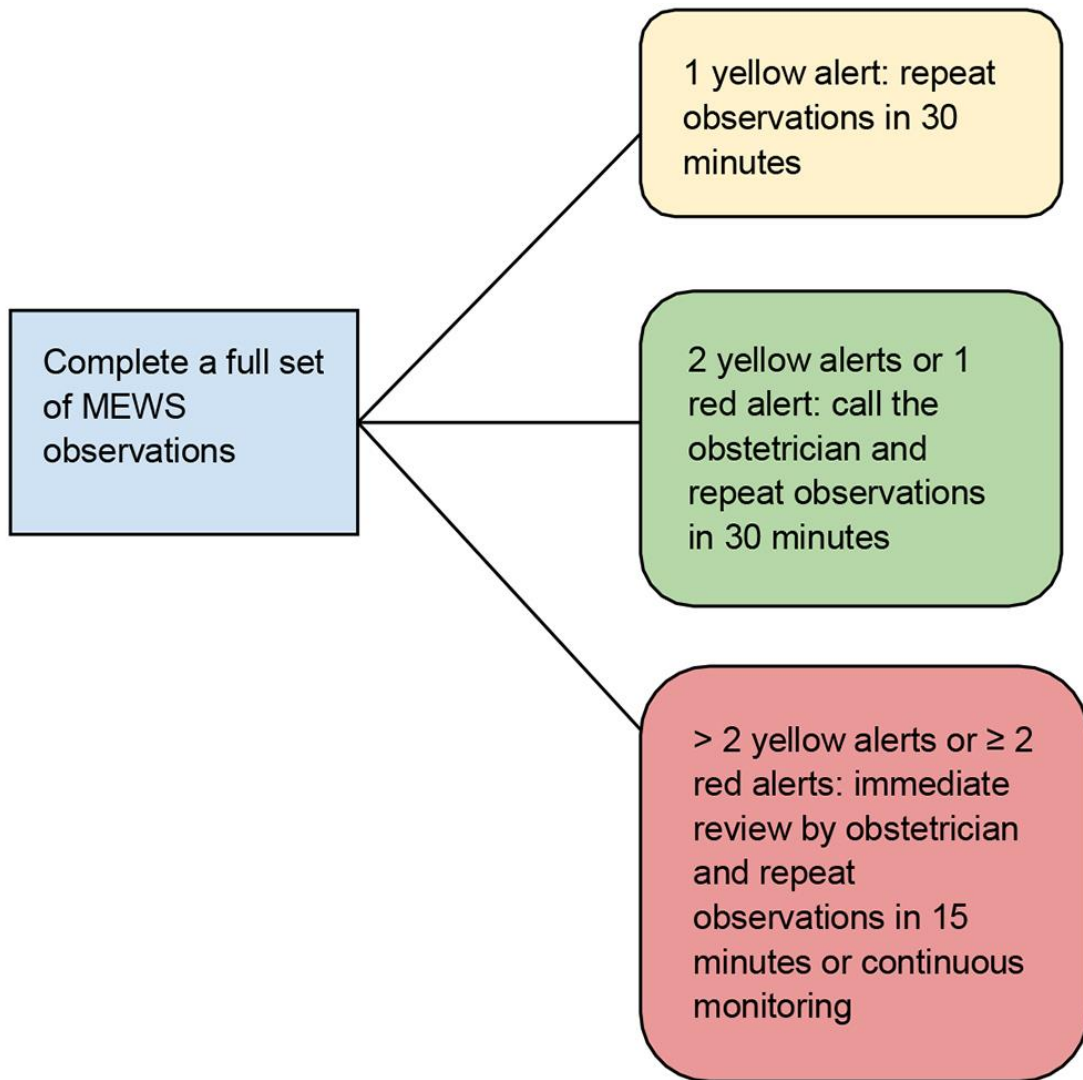 1 yellow alert: repeat
observations in 30
minutes
Complete a full set
of MEWS
observations
2 yellow alerts or 1
red alert: call the
obstetrician and
repeat observations
in 30 minutes
> 2 yellow alerts or ≥ 2
red alerts: immediate
review by obstetrician
and repeat
observations in 15
minutes or continuous
monitoring